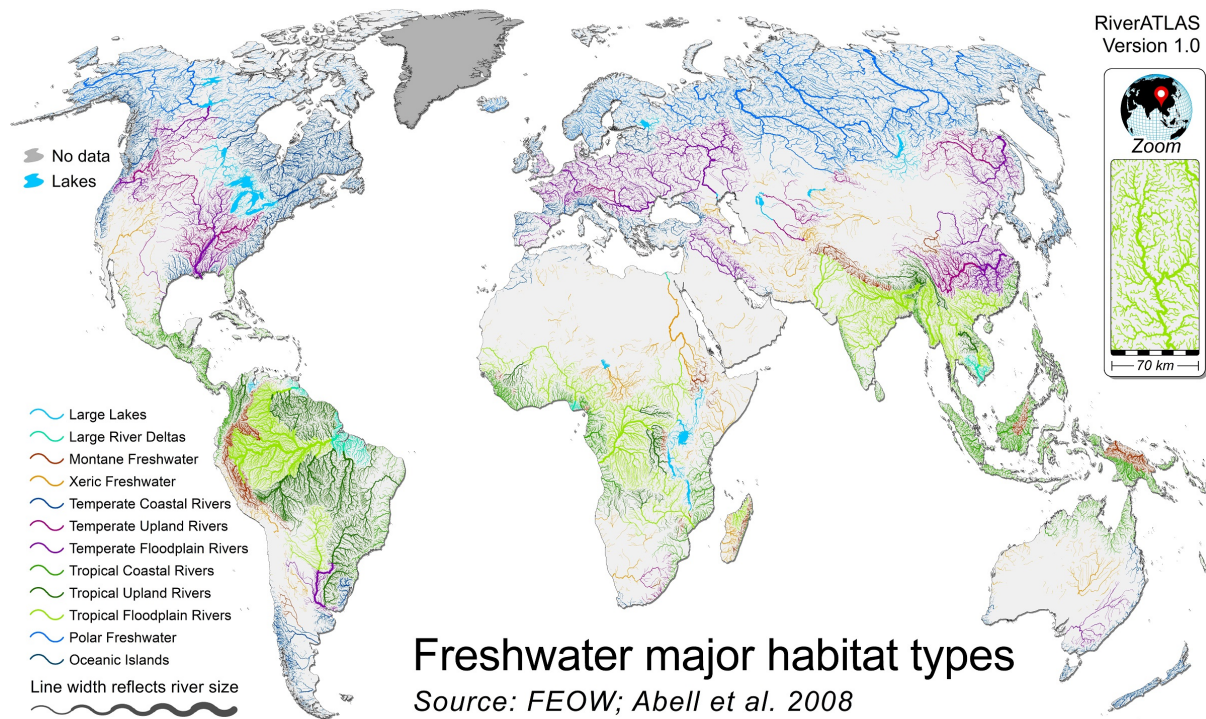 RiverATLAS
Version 1.0
Zoom
70 km
No data
Lakes
Large Lakes
Large River Deltas
Montane Freshwater
Xeric Freshwater
Temperate Coastal Rivers
Temperate Upland Rivers
Temperate Floodplain Rivers
Tropical Coastal Rivers
Tropical Upland Rivers
Tropical Floodplain Rivers
Polar Freshwater
Oceanic Islands
Line width reflects river size
Freshwater major habitat types
Source: FEOW; Abell et al. 2008